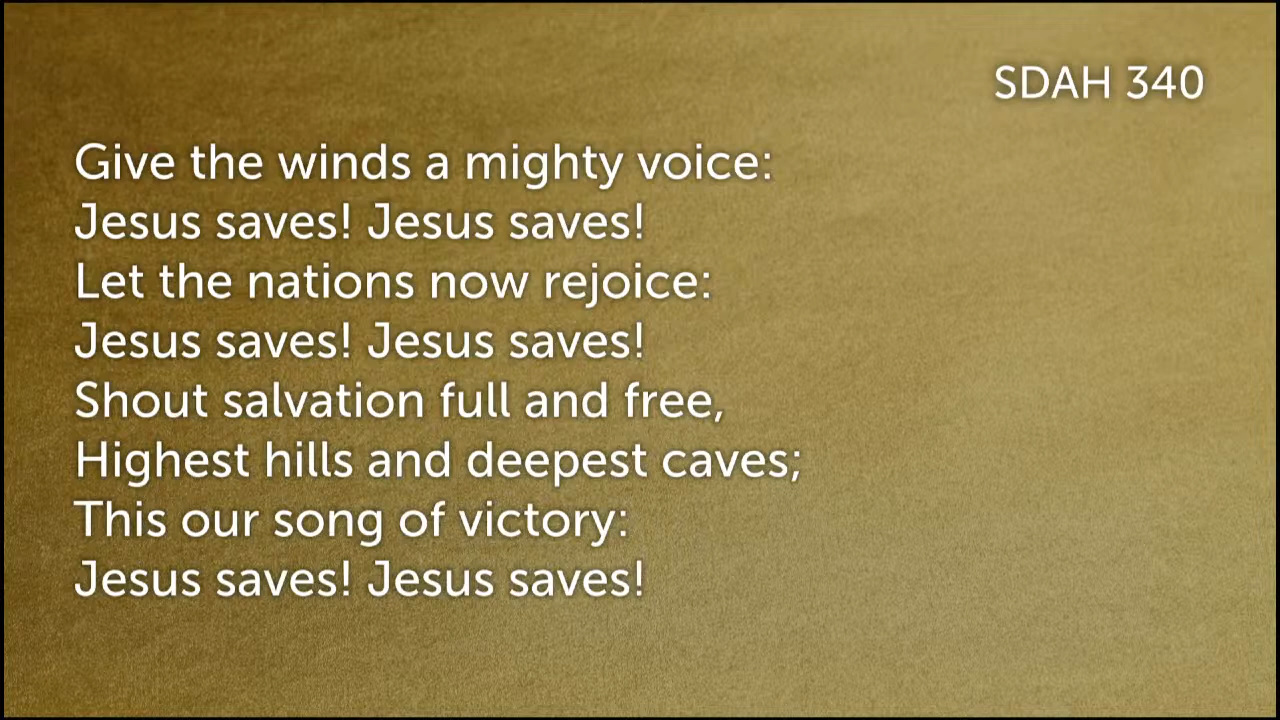 SDAH 340
Give the winds a mighty voice:
Jesus saves! Jesus saves!
Let the nations now rejoice:
Jesus saves! Jesus saves!
Shout salvation full and free,
Highest hills and deepest caves;
This our song of victory:
Jesus saves! Jesus saves!